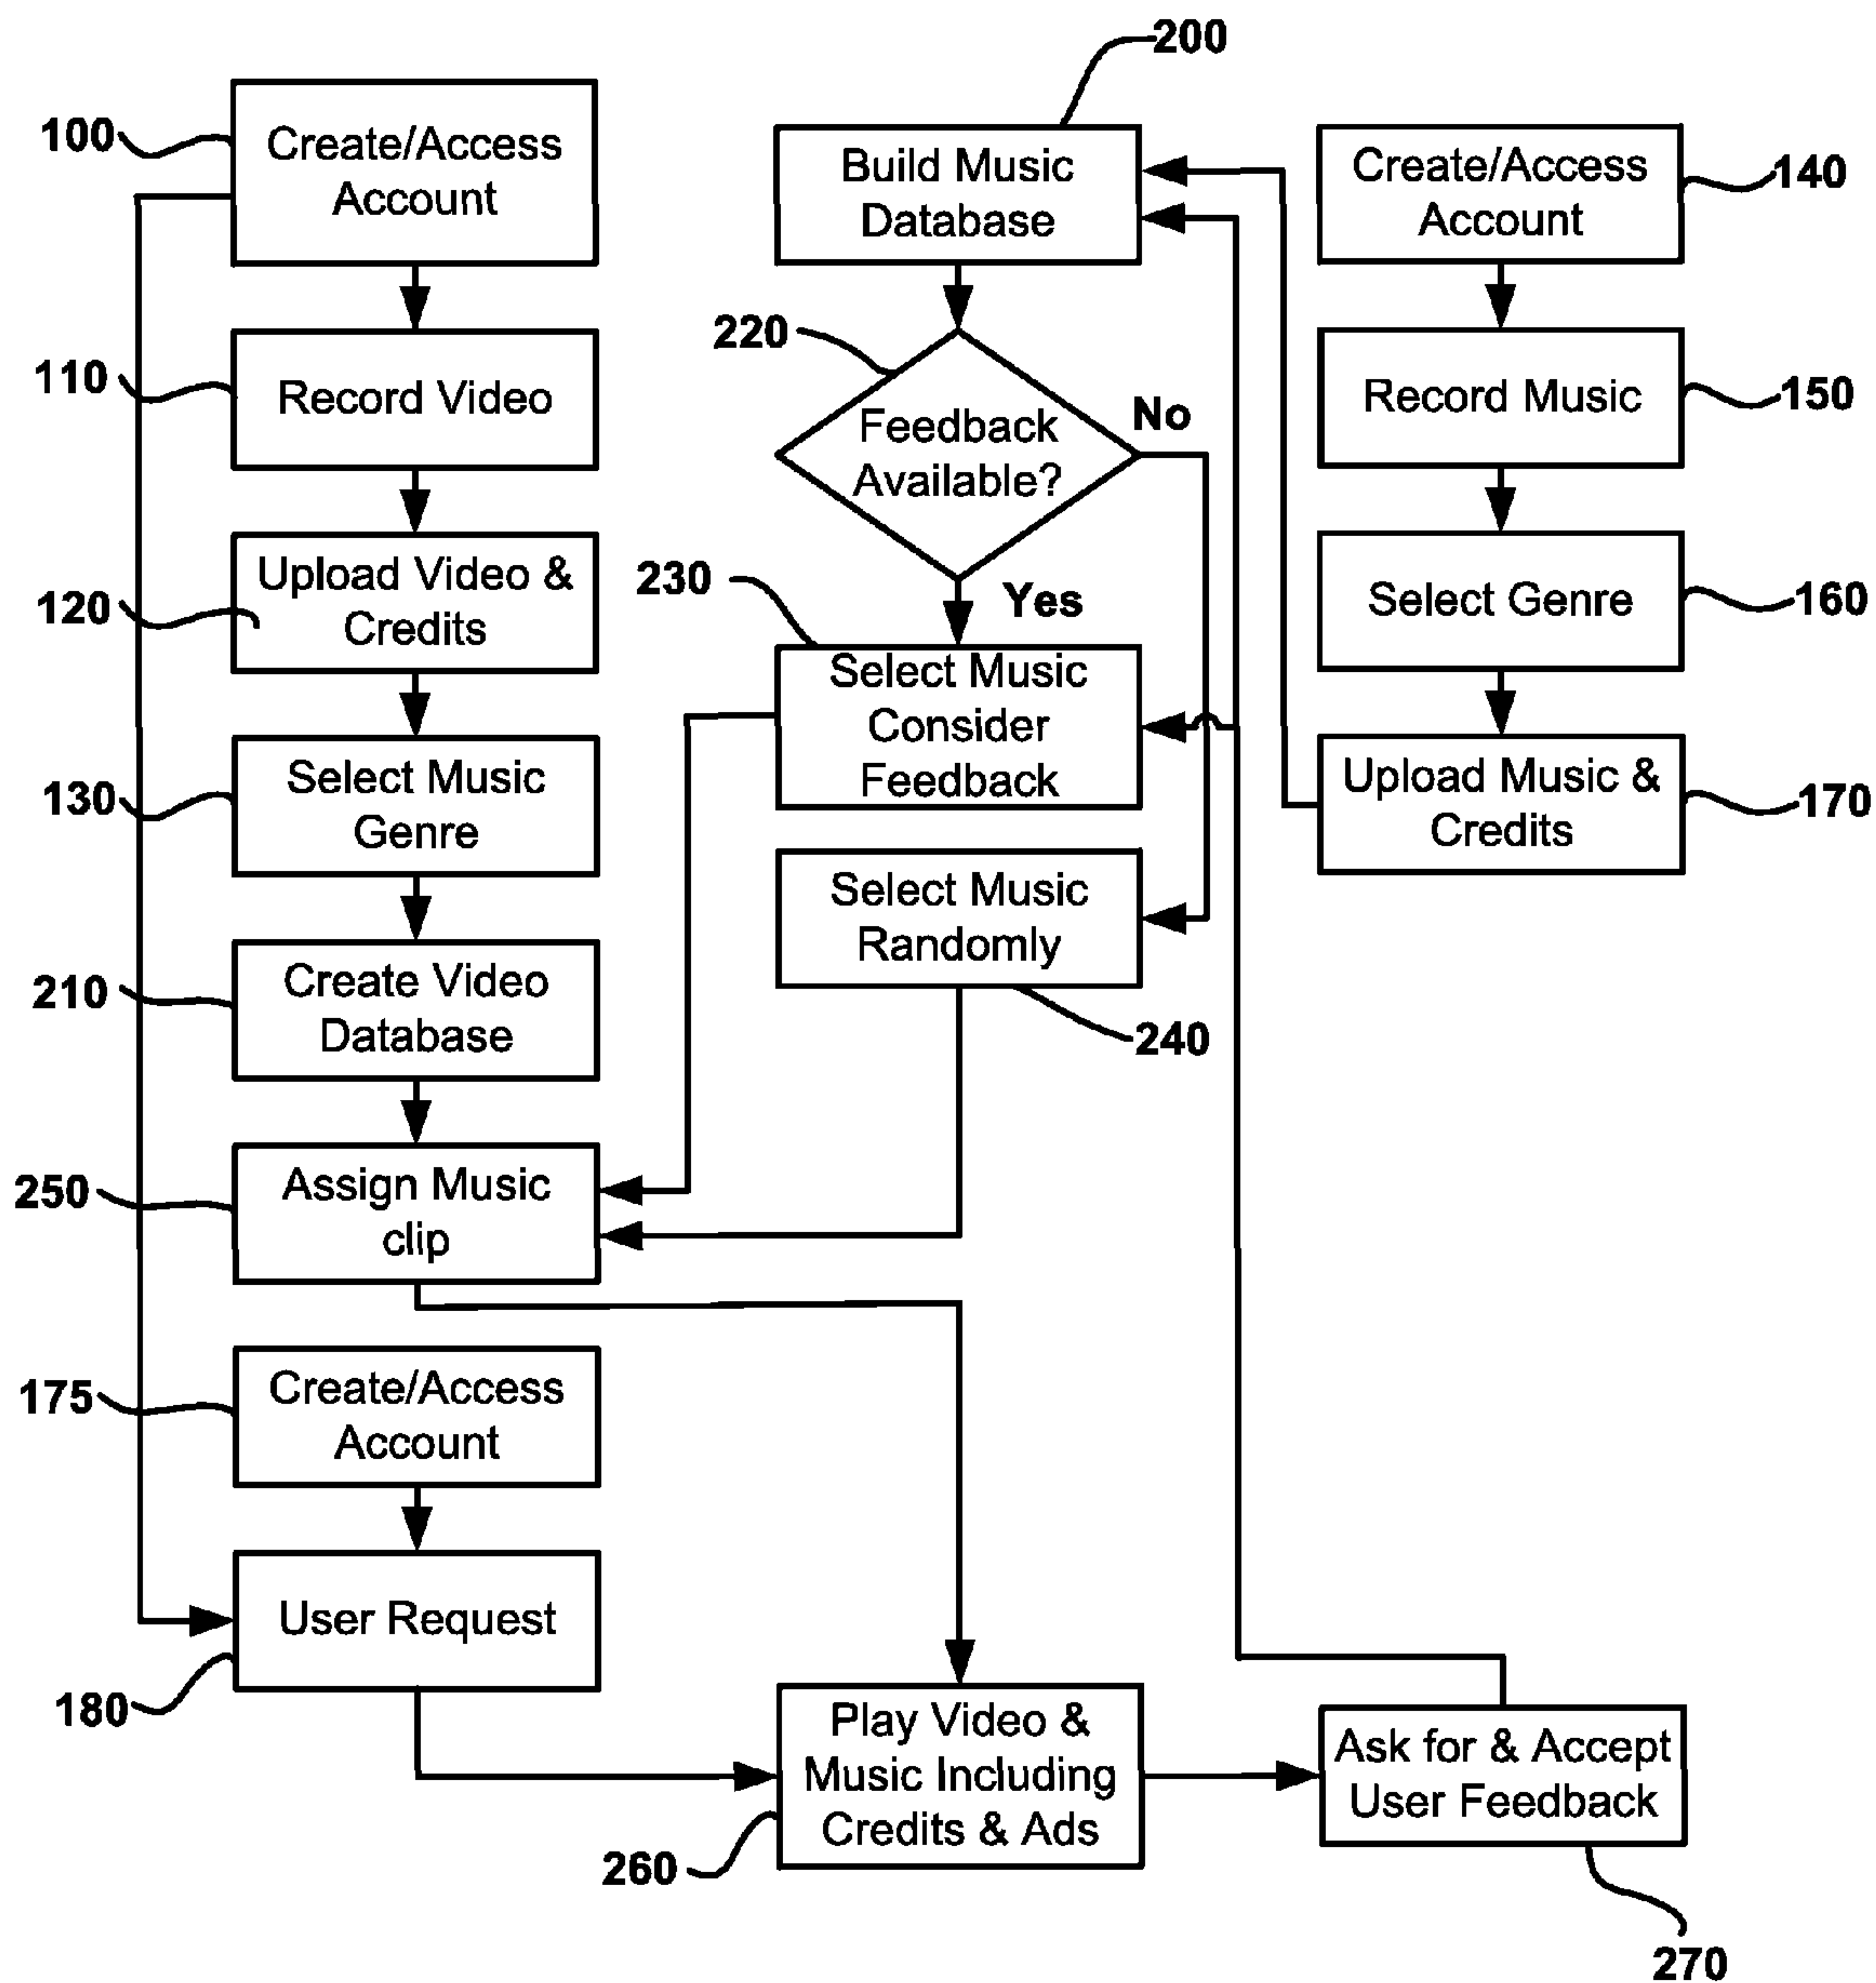 200
100
Create/Access
Account
Build Music
Database
Create/Access
Account
140
110
Record Video
220
Feedback
Available?
No
Yes
Record Music
150
120
Upload Video &
Credits
230
Select Music
Consider
Feedback
Select Genre
160
130
Select Music
Genre
Select Music
Randomly
240
Upload Music &
Credits
170
210
Create Video
Database
250
Assign Music
clip
175
Create/Access
Account
User Request
180
Play Video &
Music Including
Credits & Ads
260
Ask for & Accept
User Feedback
270